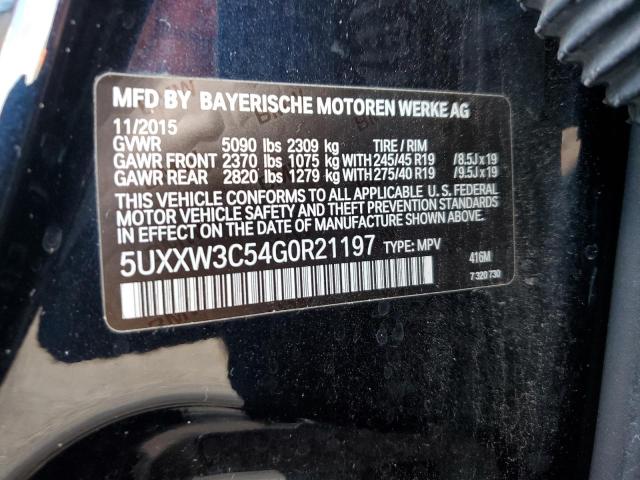 MFD BY BAYERISCHE MOTOREN WERKE AG
11/2015
GVWR 5090 lbs 2309 kg TIRE / RIM
GAWR FRONT 2370 lbs 1075 kg WITH 245/45 R19 /8.5J x 19
GAWR REAR 2820 lbs 1279 kg WITH 275/40 R19 /9.5J x 19
THIS VEHICLE CONFORMS TO ALL APPLICABLE U. S. FEDERAL
MOTOR VEHICLE SAFETY AND THEFT PREVENTION STANDARDS
IN EFFECT ON THE DATE OF MANUFACTURE SHOWN ABOVE.
5UXXW3C54G0R21197 TYPE: MPV 416M
7 320 730